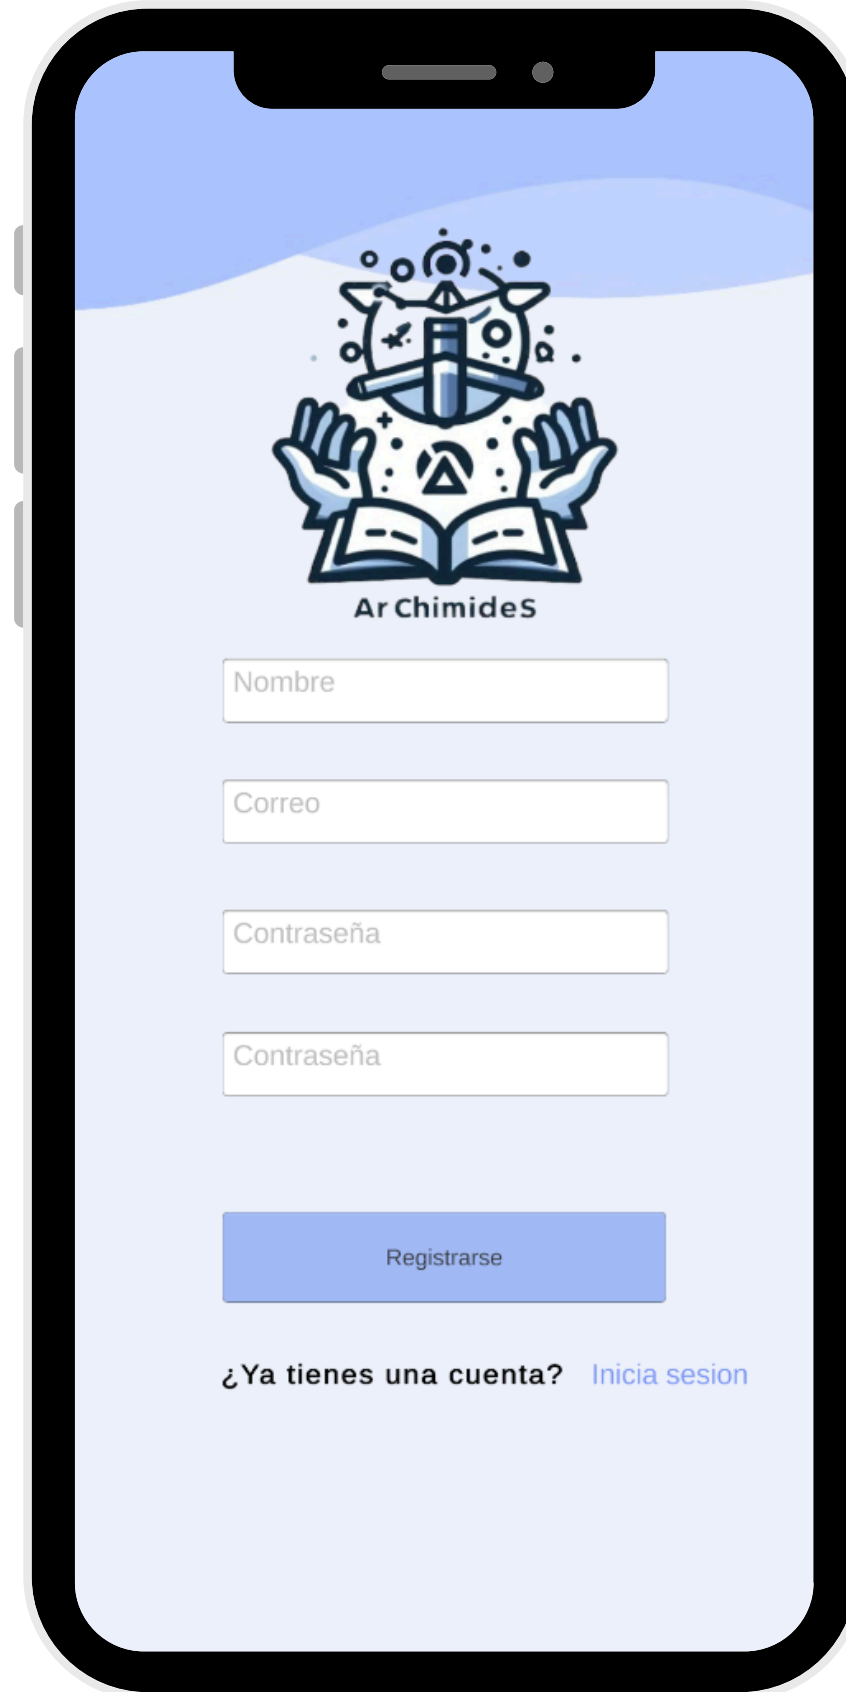 Ar ChimideS
Nombre
Correo
Contraseña
Contraseña
Registrarse
¿Ya tienes una cuenta? Inicia sesion